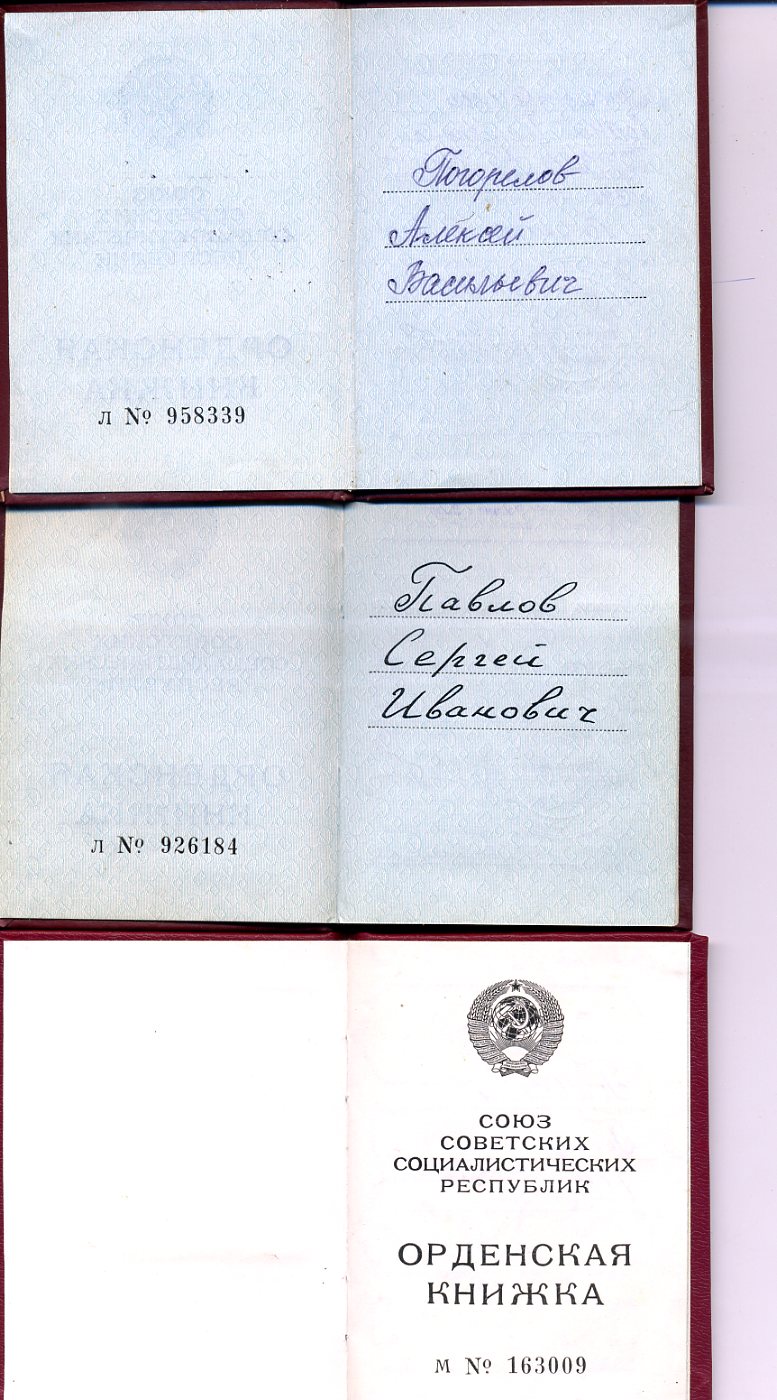 Погорелов
Алексей
Васильевич
л № 958339
Павлов
Сергей
Иванович
л № 926184
СОЮЗ
СОВЕТСКИХ
СОЦИАЛИСТИЧЕСКИХ
РЕСПУБЛИК
ОРДЕНСКАЯ
КНИЖКА
м № 163009